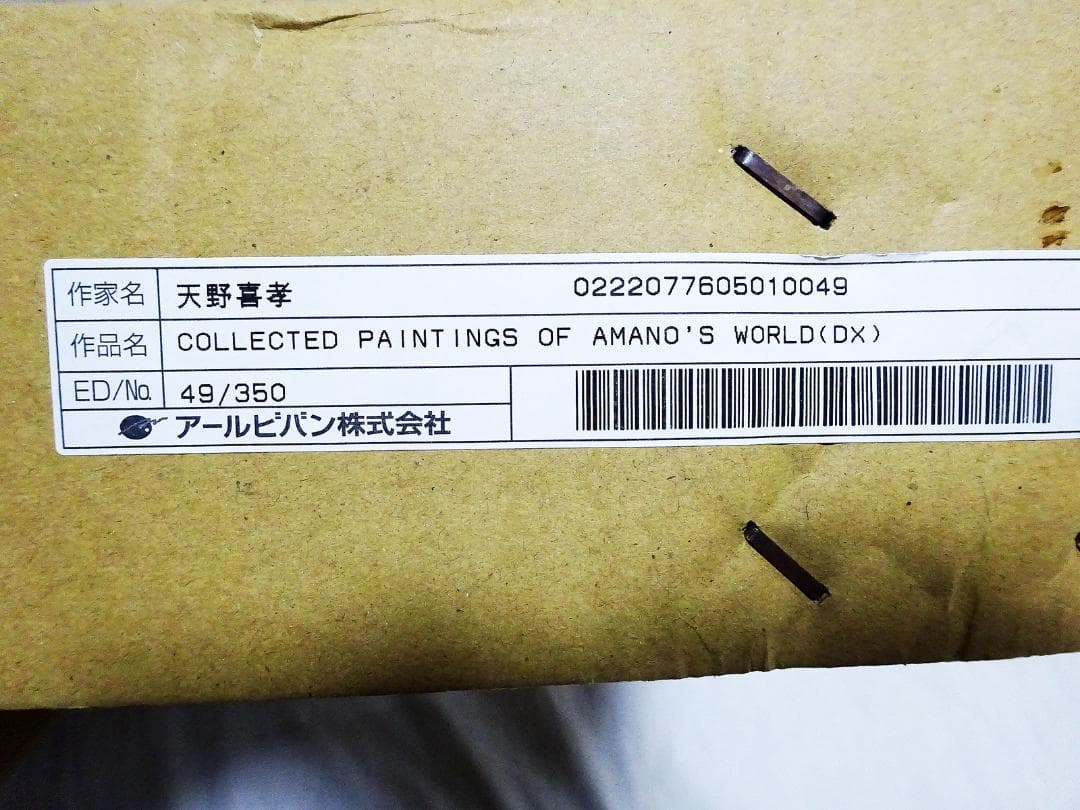 作家名 天野喜孝 0222077605010049
作品名 COLLECTED PAINTINGS OF AMANO'S WORLD(DX)
ED/No. 49/350
アールビバン株式会社